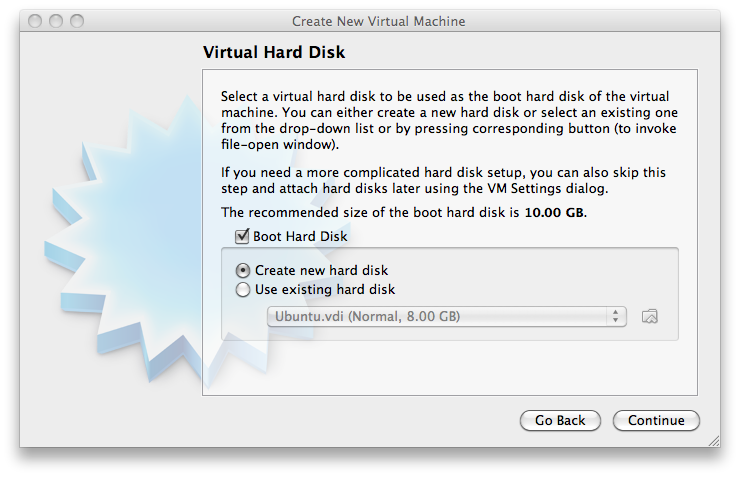 Create New Virtual Machine
Virtual Hard Disk
Select a virtual hard disk to be used as the boot hard disk of the virtual
machine. You can either create a new hard disk or select an existing one
from the drop-down list or by pressing corresponding button (to invoke
file-open window).
If you need a more complicated hard disk setup, you can also skip this
step and attach hard disks later using the VM Settings dialog.
The recommended size of the boot hard disk is 10.00 GB.
Boot Hard Disk
Create new hard disk
Use existing hard disk
Ubuntu.vdi (Normal, 8.00 GB)
Go Back
Continue